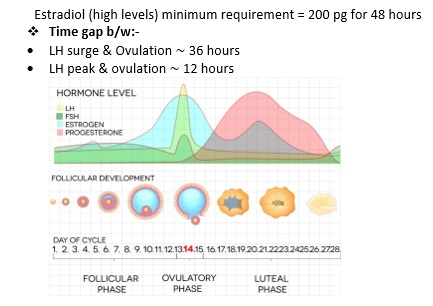 Estradiol (high levels) minimum requirement = 200 pg for 48 hours
❖ Time gap b/w:-
• LH surge & Ovulation ~ 36 hours
• LH peak & ovulation ~ 12 hours
HORMONE LEVEL
LH
FSH
ESTROGEN
PROGESTERONE
FOLLICULAR DEVELOPMENT
DAY OF CYCLE
1. 2. 3. 4. 5. 6. 7. 8. 9. 10.11.12.13.14.15. 16.17.18.19.20.21.22.23.2425.26.27.28.
FOLLICULAR PHASE
OVULATORY PHASE
LUTEAL PHASE